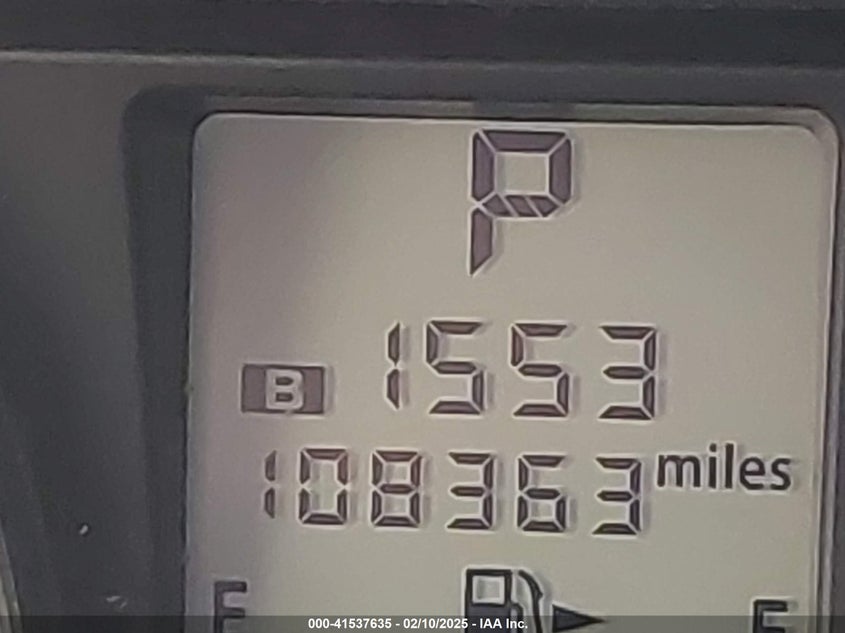 P
B 1553
108363 miles
F E
000-41537635 - 02/10/2025 - IAA Inc.